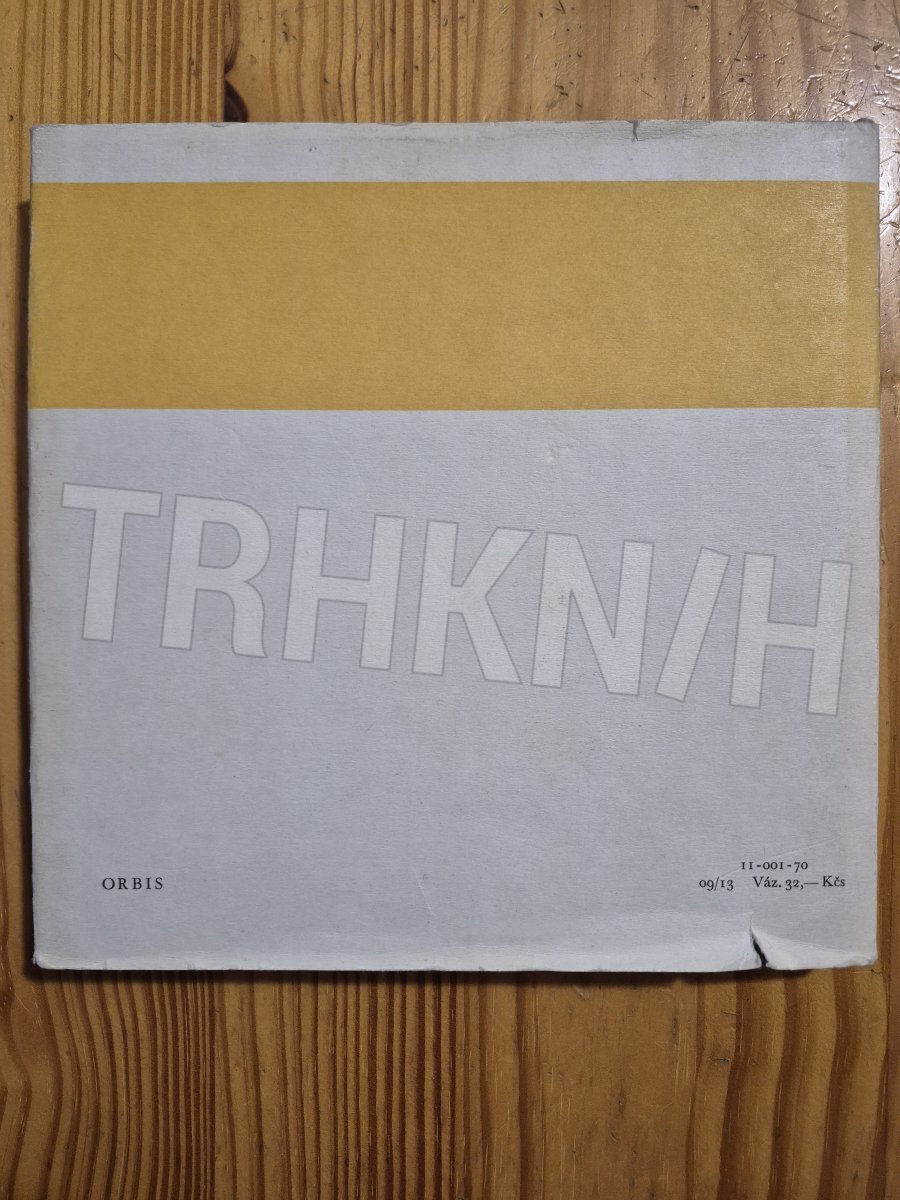 TRHKN/H
ORBIS
11-001-70
09/13 Váz. 32,— Kčs